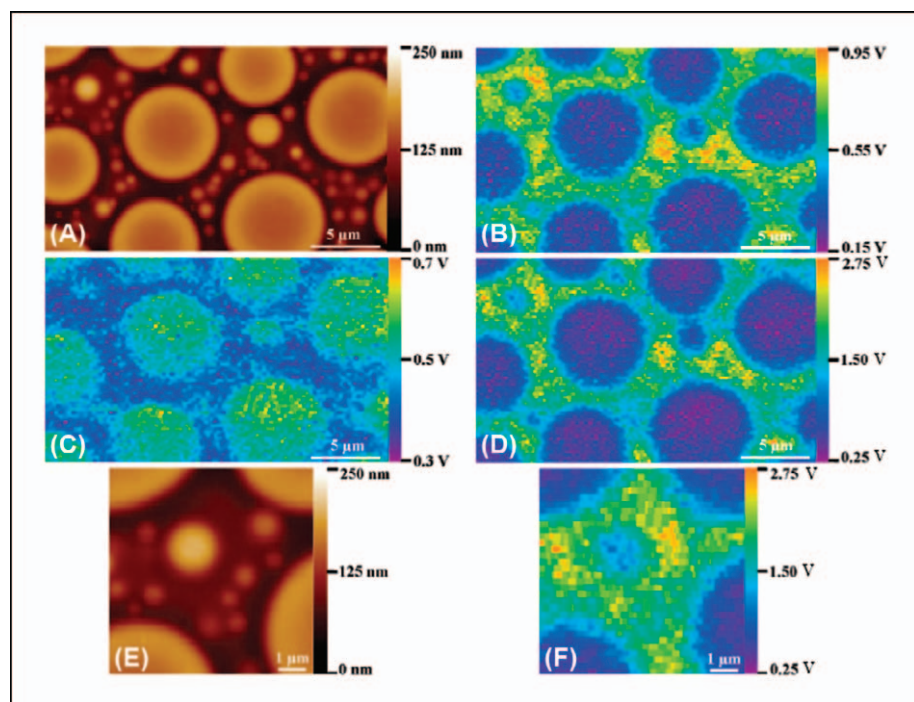 250 nm
125 nm
0 nm
(A)
5 µm
0.95 V
0.55 V
0.15 V
(B)
5 µm
0.7 V
0.5 V
0.3 V
(C)
5 µm
2.75 V
1.50 V
0.25 V
(D)
5 µm
250 nm
125 nm
0 nm
(E)
1 µm
2.75 V
1.50 V
0.25 V
(F)
1 µm